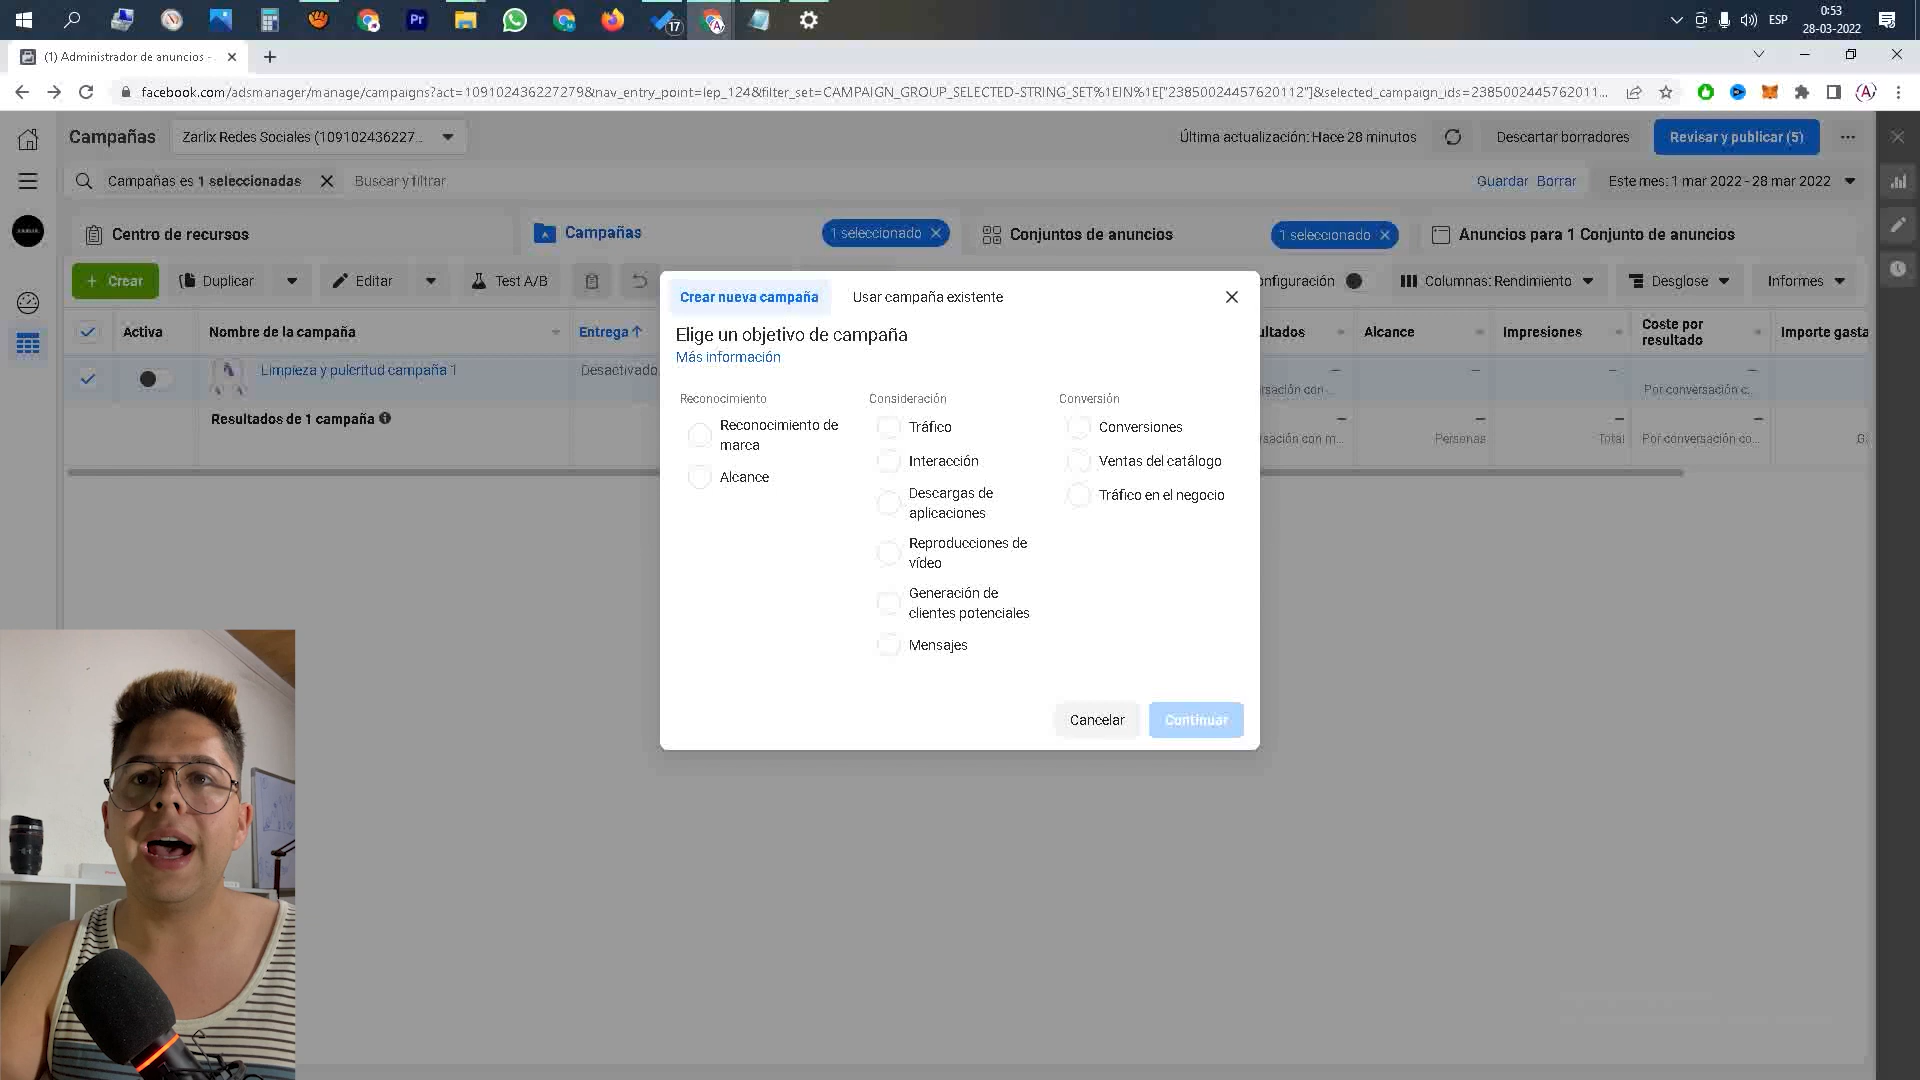 Pr
17
ESP
0:53
28-03-2022
(1) Administrador de anuncios -
facebook.com/adsmanager/manage/campaigns?act=109102436227279&nav_entry_point=lep_124&filter_set=CAMPAIGN_GROUP_SELECTED-STRING_SET%1EIN%1E["23850024457620112"]&selected_campaign_ids=2385002445762011...
Campañas
Zarlix Redes Sociales (109102436227...
Última actualización: Hace 28 minutos
Descartar borradores
Revisar y publicar (5)
Campañas es 1 seleccionadas
Buscar y filtrar
Guardar
Borrar
Este mes: 1 mar 2022 - 28 mar 2022
Centro de recursos
Campañas
1 seleccionado
Conjuntos de anuncios
1 seleccionado
Anuncios para 1 Conjunto de anuncios
+ Crear
Duplicar
Editar
Test A/B
onfiguración
Columnas: Rendimiento
Desglose
Informes
Activa
Nombre de la campaña
Entrega
ultados
Alcance
Impresiones
Coste por
resultado
Importe gasta
Limpieza y pulcritud campaña 1
Desactivado
rsación con ...
Por conversación c...
Resultados de 1 campaña
sación con m...
Personas
Total
Por conversación co...
G.
Crear nueva campaña
Usar campaña existente
Elige un objetivo de campaña
Más información
Reconocimiento
Reconocimiento de
marca
Alcance
Consideración
Tráfico
Interacción
Descargas de
aplicaciones
Reproducciones de
vídeo
Generación de
clientes potenciales
Mensajes
Conversión
Conversiones
Ventas del catálogo
Tráfico en el negocio
Cancelar
Continuar